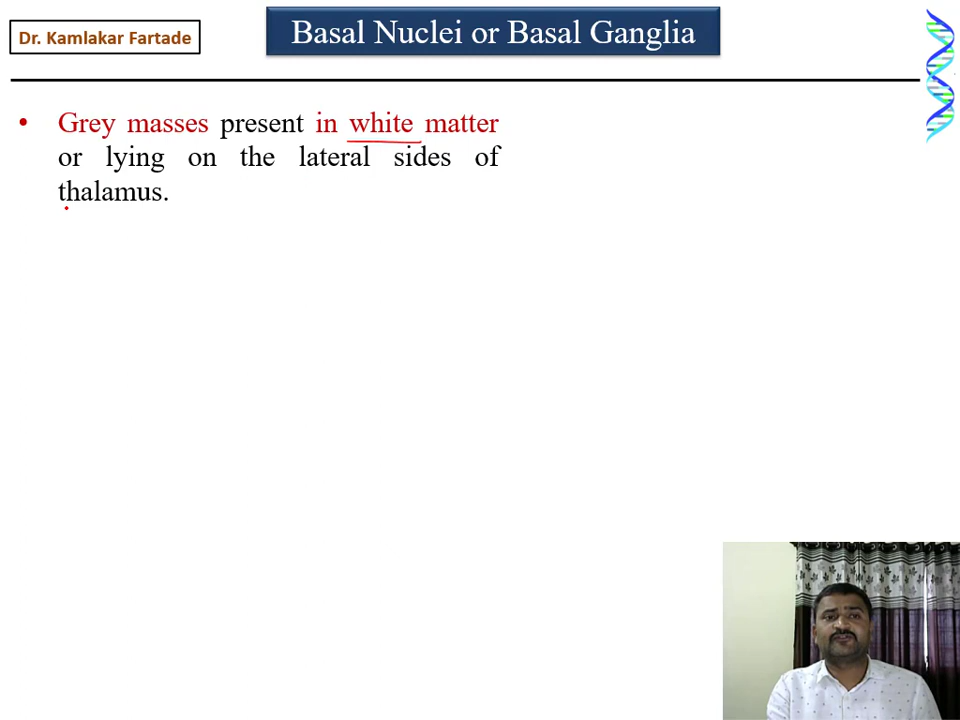 Dr. Kamlakar Fartade
Basal Nuclei or Basal Ganglia
• Grey masses present in white matter
or lying on the lateral sides of
thalamus.